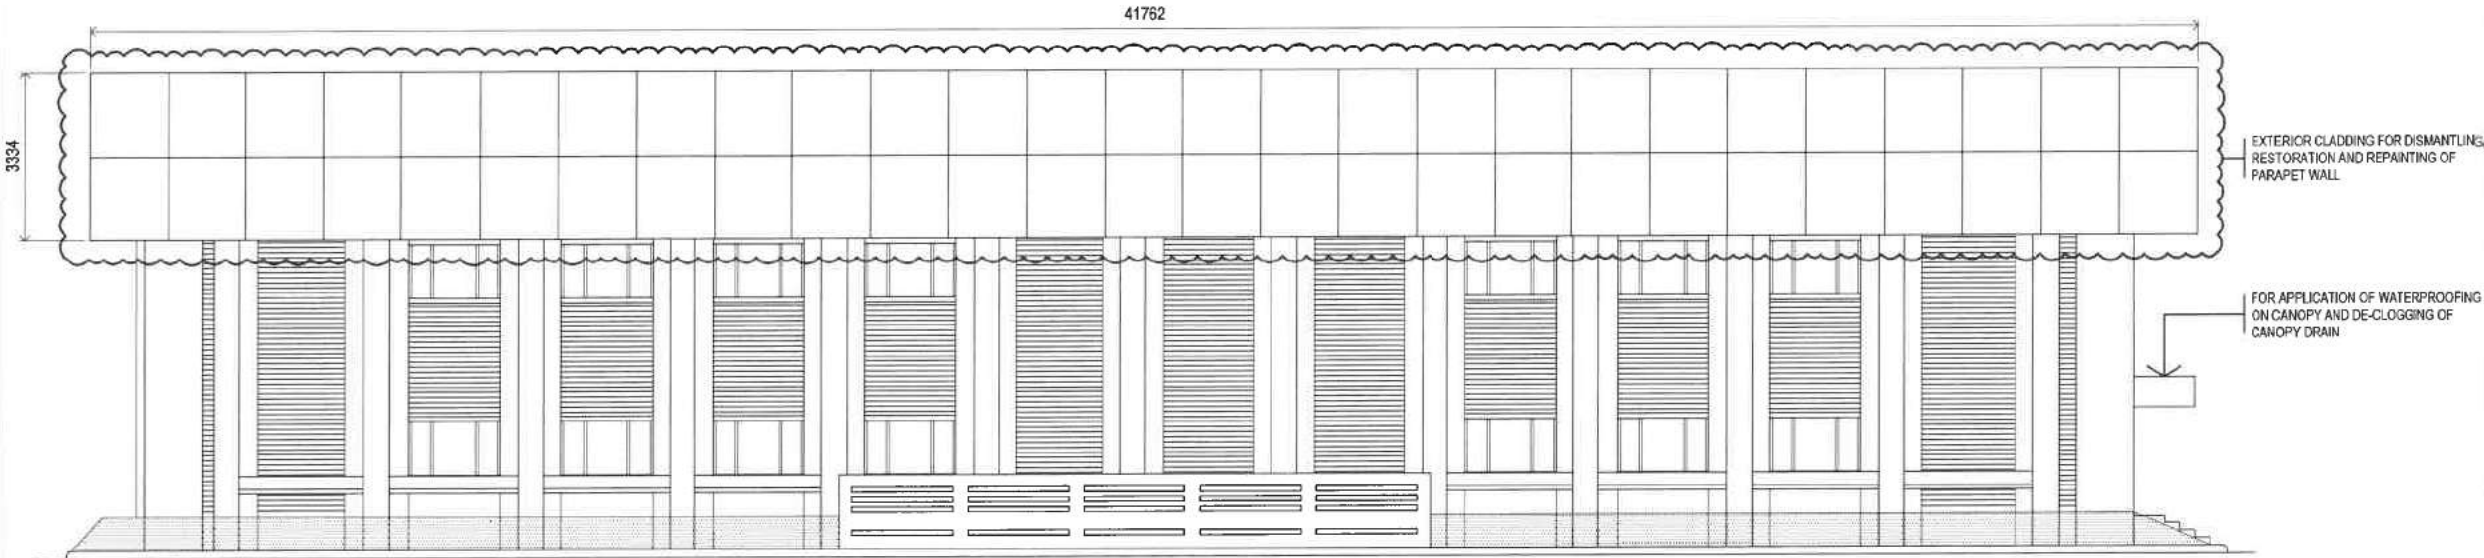 41762
3334
EXTERIOR CLADDING FOR DISMANTLING,
RESTORATION AND REPAINTING OF
PARAPET WALL
FOR APPLICATION OF WATERPROOFING
ON CANOPY AND DE-CLOGGING OF
CANOPY DRAIN